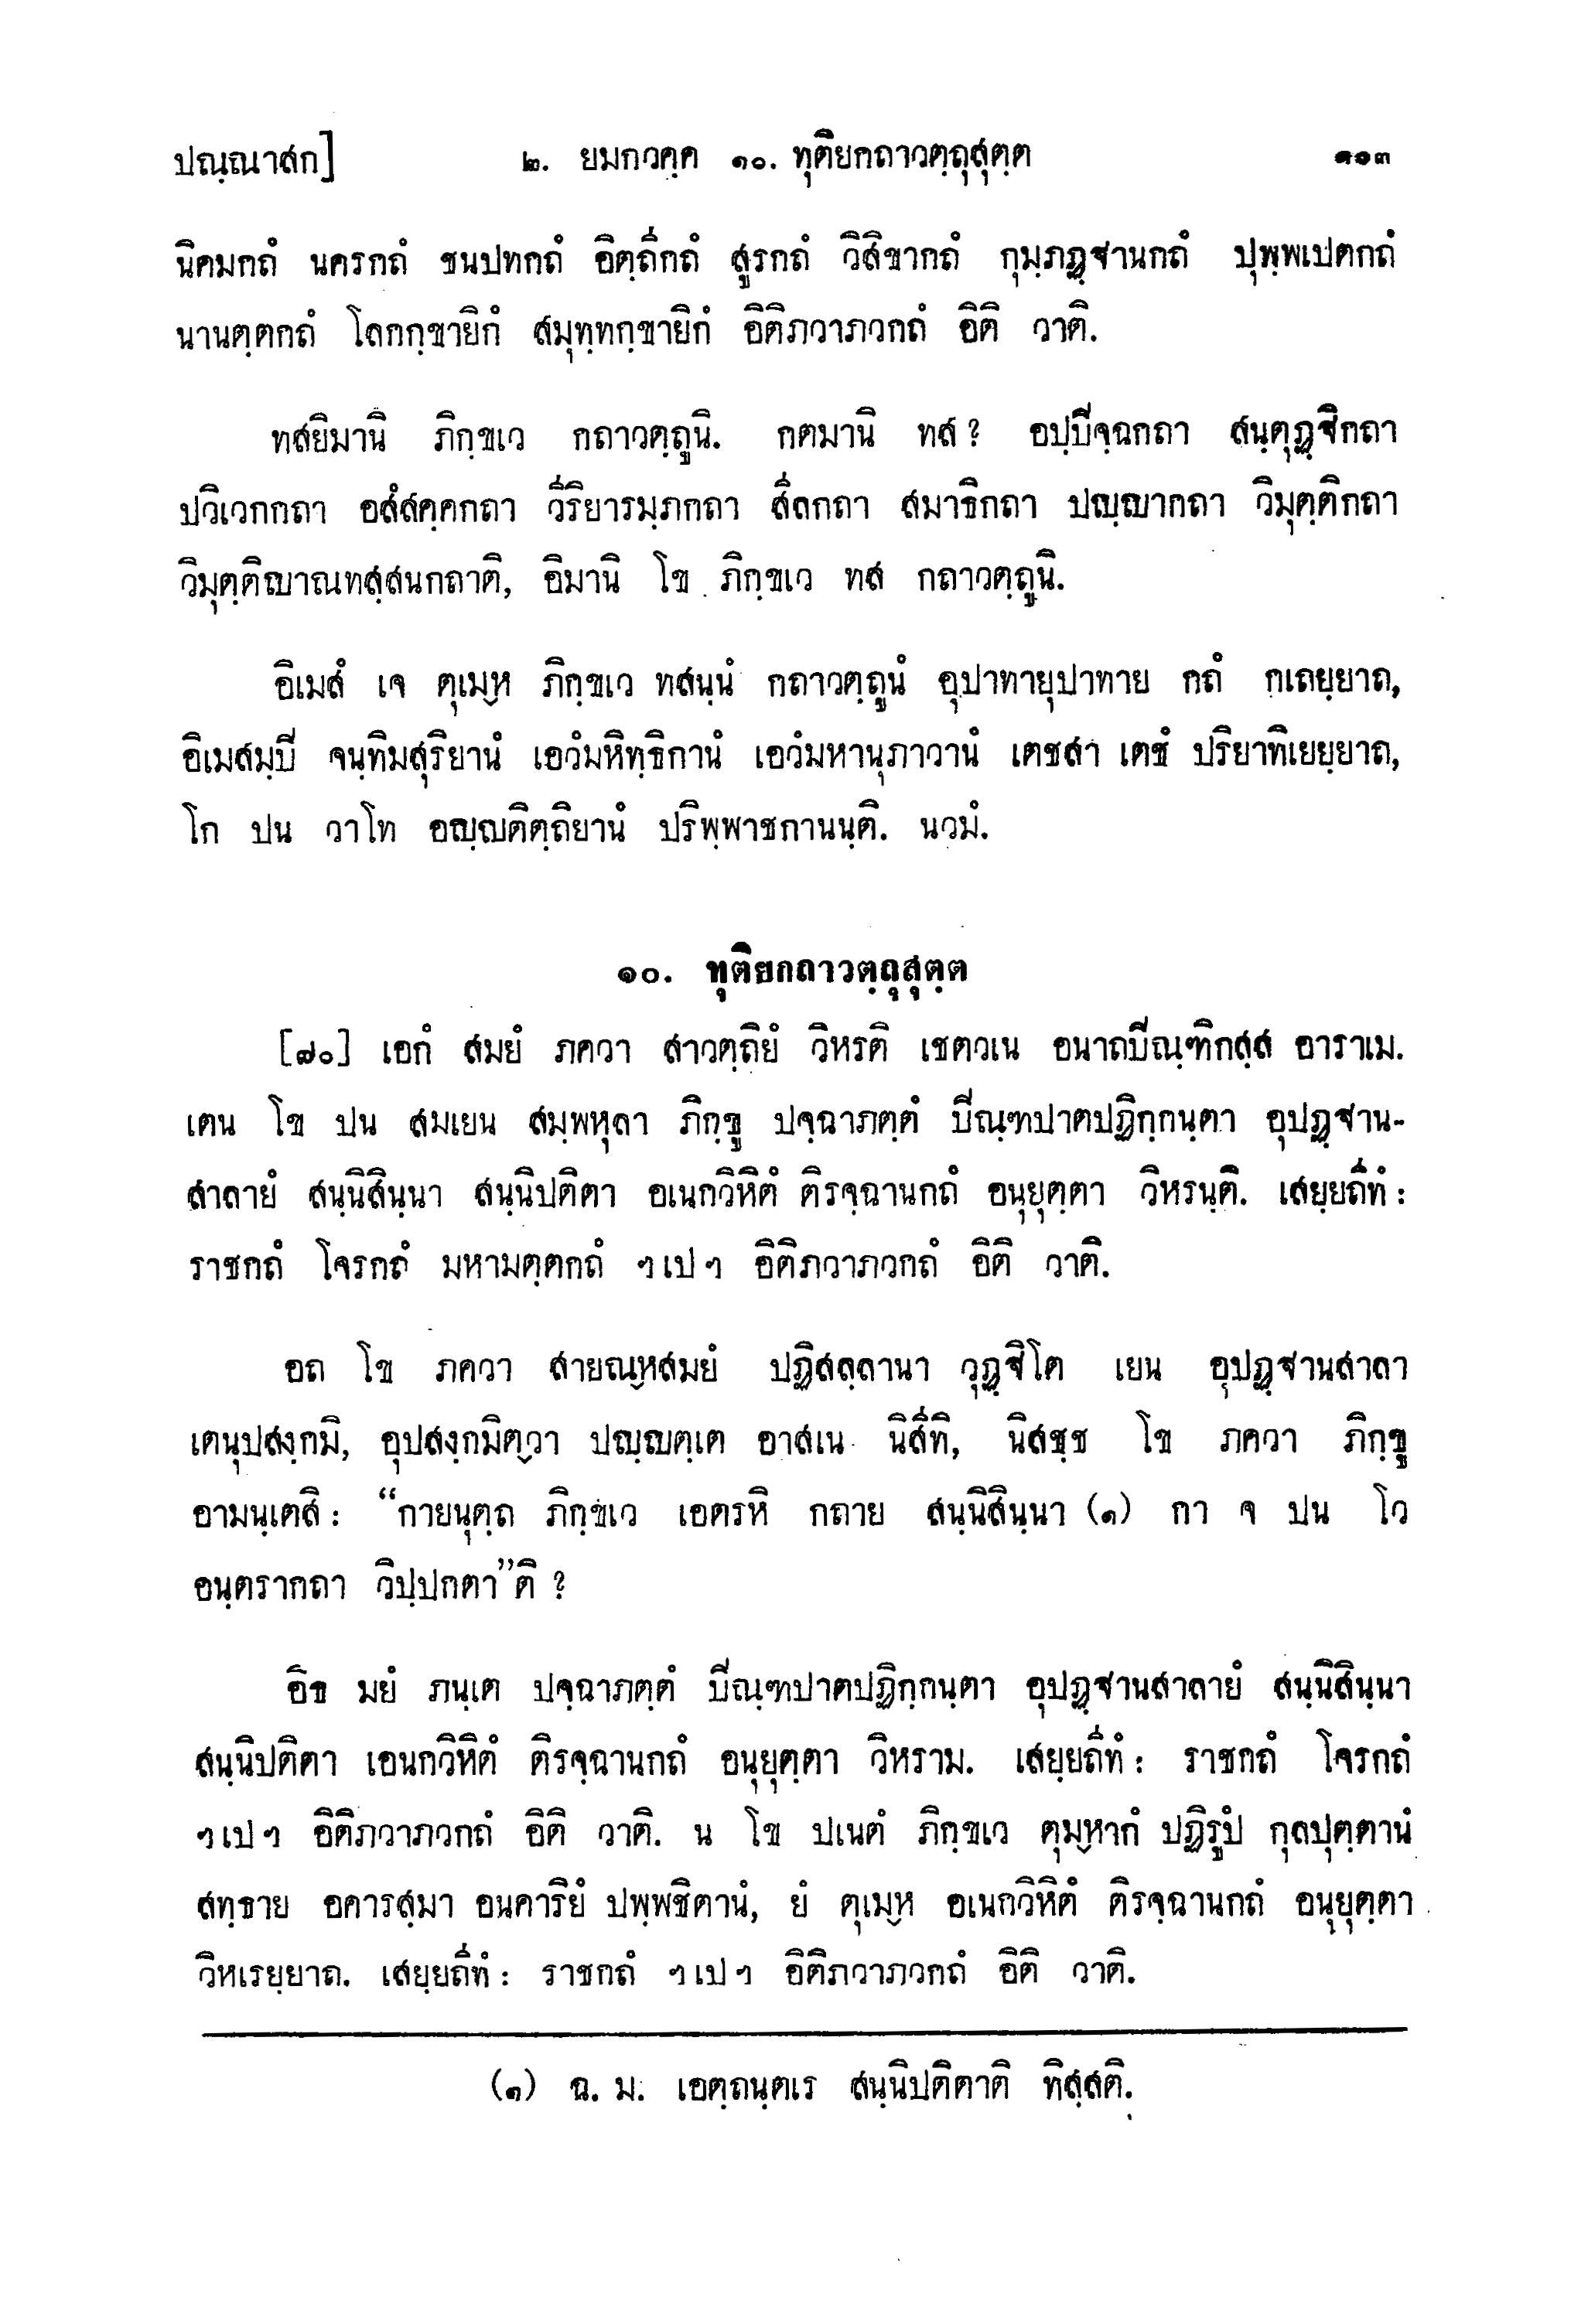 ปณฺณาสก] ๒. ยมกวคฺค ๑๐. ทุติยกถาวตฺถุสุตฺต ๑๑๓
นิคมกถํ นครกถํ ชนปทกถํ อิตฺถิกถํ สูรกถํ วิสิขากถํ กุมฺภฏฺฐานกถํ ปุพฺพเปตกถํ
นานตฺตกถํ โลกกฺขายิกํ สมุทฺทกฺขายิกํ อิติภวาภวกถํ อิติ วาติ.
ทสยิมานิ ภิกฺขเว กถาวตฺถูนิ. กตมานิ ทส? อปฺปิจฺฉกถา สนฺตุฏฺฐิกถา
ปวิเวกกถา อสํสคฺคกถา วีริยารมฺภกถา สีลกถา สมาธิกถา ปญฺญากถา วิมุตฺติกถา
วิมุตฺติญาณทสฺสนกถาติ, อิมานิ โข ภิกฺขเว ทส กถาวตฺถูนิ.
อิเมสํ เจ ตุเมฺห ภิกฺขเว ทสนฺนํ กถาวตฺถูนํ อุปาทายุปาทาย กถํ กเถยฺยาถ,
อิเมสมฺปิ จนฺทิมสุริยานํ เอวํมหิทฺธิกานํ เอวํมหานุภาวานํ เตชสา เตชํ ปริยาทิเยยฺยาถ,
โก ปน วาโท อญฺญติตฺถิยานํ ปริพฺพาชกานนฺติ. นวมํ.
๑๐. ทุติยกถาวตฺถุสุตฺต
[๗๐] เอกํ สมยํ ภควา สาวตฺถิยํ วิหรติ เชตวเน อนาถปิณฺฑิกสฺส อาราเม.
เตน โข ปน สมเยน สมฺพหุลา ภิกฺขู ปจฺฉาภตฺตํ ปิณฺฑปาตปฏิกฺกนฺตา อุปฏฺฐาน-
สาลายํ สนฺนิสินฺนา สนฺนิปติตา อเนกวิหิตํ ติรจฺฉานกถํ อนุยุตฺตา วิหรนฺติ. เสยฺยถีทํ :
ราชกถํ โจรกถํ มหามตฺตกถํ ฯเปฯ อิติภวาภวกถํ อิติ วาติ.
อถ โข ภควา สายณฺหสมยํ ปฏิสลฺลานา วุฏฺฐิโต เยน อุปฏฺฐานสาลา
เตนุปสงฺกมิ, อุปสงฺกมิตฺวา ปญฺญตฺเต อาสเน นิสีทิ, นิสชฺช โข ภควา ภิกฺขู
อามนฺเตสิ : “กายนุตฺถ ภิกฺขเว เอตรหิ กถาย สนฺนิสินฺนา (๑) กา จ ปน โว
อนฺตรากถา วิปฺปกตา”ติ ?
อิธ มยํ ภนฺเต ปจฺฉาภตฺตํ ปิณฺฑปาตปฏิกฺกนฺตา อุปฏฺฐานสาลายํ สนฺนิสินฺนา
สนฺนิปติตา เอนกวิหิตํ ติรจฺฉานกถํ อนุยุตฺตา วิหราม. เสยฺยถีทํ : ราชกถํ โจรกถํ
ฯเปฯ อิติภวาภวกถํ อิติ วาติ. น โข ปเนตํ ภิกฺขเว ตุมฺหากํ ปฏิรูปํ กุลปุตฺตานํ
สทฺธาย อคารสฺมา อนคาริยํ ปพฺพชิตานํ, ยํ ตุเมฺห อเนกวิหิตํ ติรจฺฉานกถํ อนุยุตฺตา
วิหเรยฺยาถ. เสยฺยถีทํ : ราชกถํ ฯเปฯ อิติภวาภวกถํ อิติ วาติ.
(๑) ฉ. ม. เอตฺถนฺตเร สนฺนิปติตาติ ทิสฺสติ.